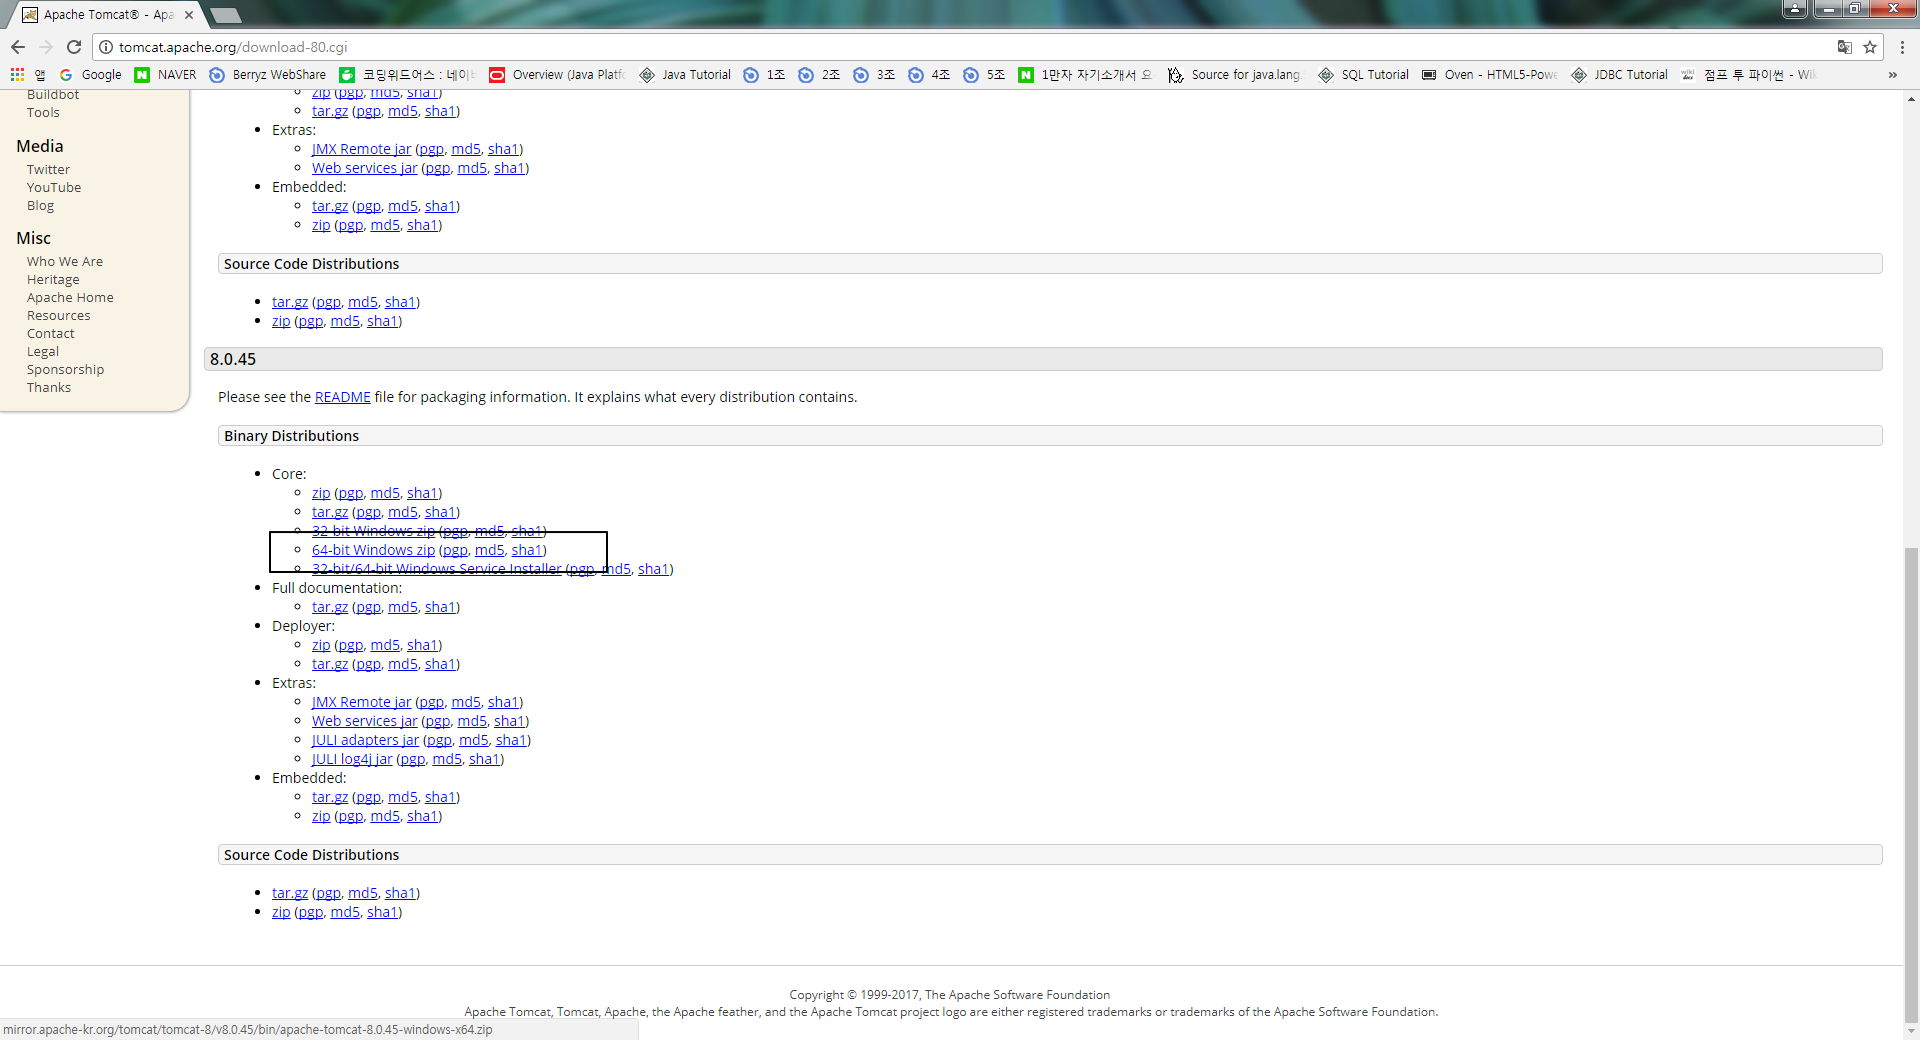 Apache Tomcat® - Apa
tomcat.apache.org/download-80.cgi
앱 Google NAVER Berryz WebShare 코딩위드어스 : 네이 Overview (Java Platfo Java Tutorial 1조 2조 3조 4조 5조 1만자 자기소개서 요 Source for java.lang. SQL Tutorial Oven - HTML5-Powe JDBC Tutorial 점프 투 파이썬 - Wik »
Buildbot
Tools
Media
Twitter
YouTube
Blog
Misc
Who We Are
Heritage
Apache Home
Resources
Contact
Legal
Sponsorship
Thanks
zip (pgp, md5, sha1)
tar.gz (pgp, md5, sha1)
Extras:
JMX Remote jar (pgp, md5, sha1)
Web services jar (pgp, md5, sha1)
Embedded:
tar.gz (pgp, md5, sha1)
zip (pgp, md5, sha1)
Source Code Distributions
tar.gz (pgp, md5, sha1)
zip (pgp, md5, sha1)
8.0.45
Please see the README file for packaging information. It explains what every distribution contains.
Binary Distributions
Core:
zip (pgp, md5, sha1)
tar.gz (pgp, md5, sha1)
32-bit Windows zip (pgp, md5, sha1)
64-bit Windows zip (pgp, md5, sha1)
32-bit/64-bit Windows Service Installer (pgp, md5, sha1)
Full documentation:
tar.gz (pgp, md5, sha1)
Deployer:
zip (pgp, md5, sha1)
tar.gz (pgp, md5, sha1)
Extras:
JMX Remote jar (pgp, md5, sha1)
Web services jar (pgp, md5, sha1)
JULI adapters jar (pgp, md5, sha1)
JULI log4j jar (pgp, md5, sha1)
Embedded:
tar.gz (pgp, md5, sha1)
zip (pgp, md5, sha1)
Source Code Distributions
tar.gz (pgp, md5, sha1)
zip (pgp, md5, sha1)
Copyright © 1999-2017, The Apache Software Foundation
Apache Tomcat, Tomcat, Apache, the Apache feather, and the Apache Tomcat project logo are either registered trademarks or trademarks of the Apache Software Foundation.
mirror.apache-kr.org/tomcat/tomcat-8/v8.0.45/bin/apache-tomcat-8.0.45-windows-x64.zip